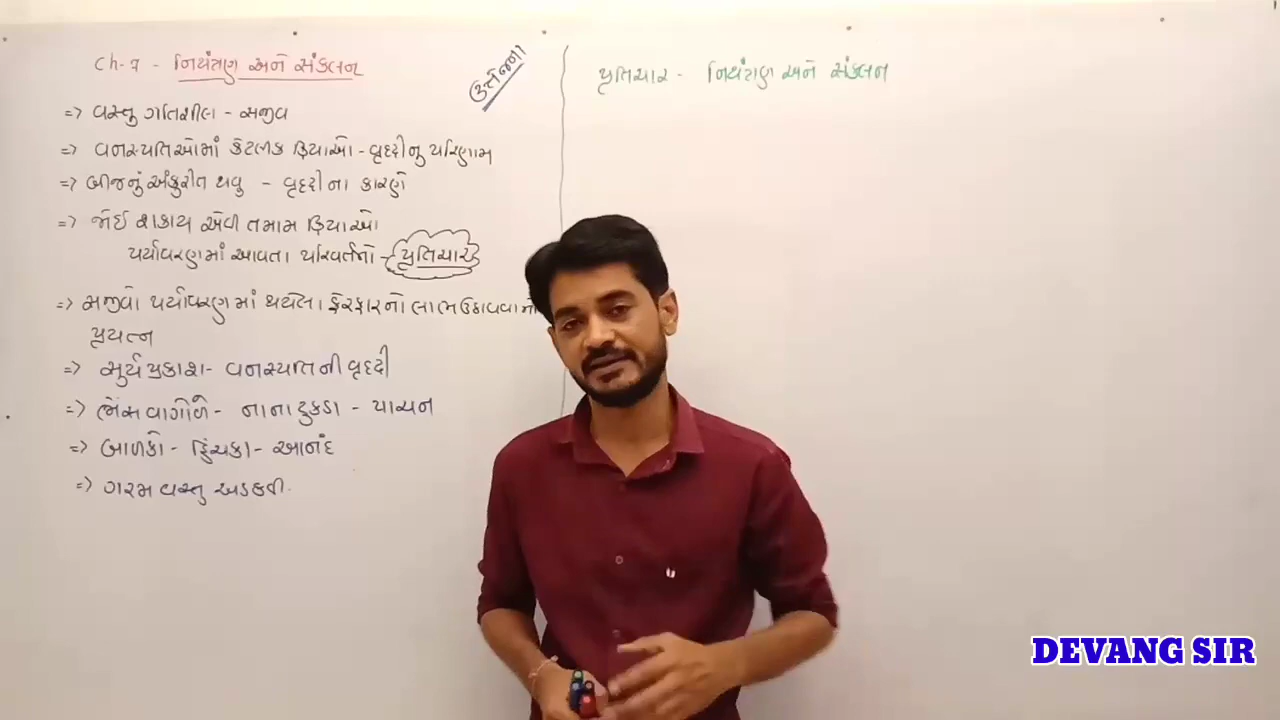 Ch-7 - નિયંત્રણ અને સંકલન
ઉત્તેજના
=> વસ્તુ ગતિશીલ - સજીવ
=> વનસ્પતિઓમાં કેટલીક ક્રિયાઓ - વૃદ્ધીનુ પરિણામ
=> બીજનું અંકુરીત થવુ - વૃદ્ધીના કારણે
=> જોઈ શકાય એવી તમામ ક્રિયાઓ
પર્યાવરણમાં આવતા પરિવર્તનો - પ્રતિચાર
=> સજીવો પર્યાવરણમાં થયેલા ફેરફારનો લાભ ઉઠાવવાનો
પ્રયત્ન
=> સુર્યપ્રકાશ - વનસ્પતિની વૃદ્ધી
=> ભેંસ વાગોળે - નાના ટુકડા - પાચન
=> બાળકો - હિંચકા - આનંદ
=> ગરમ વસ્તુ અડકવી.
પ્રતિચાર - નિયંત્રણ અને સંકલન
DEVANG SIR